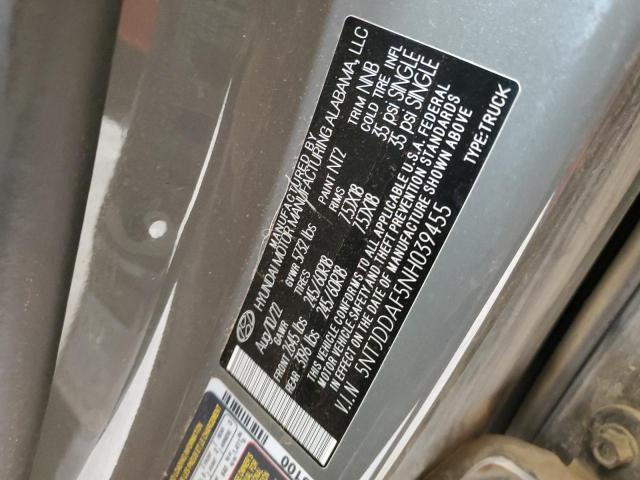 MANUFACTURED BY
HYUNDAI MOTOR MANUFACTURING ALABAMA, LLC
Aug/10/22 GVWR 5732 lbs PAINT NT2 TRIM NNB
GAWR TIRES RIMS COLD TIRE INFL
FRONT 2685 lbs 245/60R18 7.5JX18 35 psi SINGLE
REAR lbs 245/60R18 7.5JX18 35 psi SINGLE
THIS VEHICLE CONFORMS TO ALL APPLICABLE U.S.A. FEDERAL
MOTOR VEHICLE SAFETY AND THEFT PREVENTION STANDARDS
IN EFFECT ON THE DATE OF MANUFACTURE SHOWN ABOVE
V.I.N 5NTJDDAF5NH039455 TYPE:TRUCK